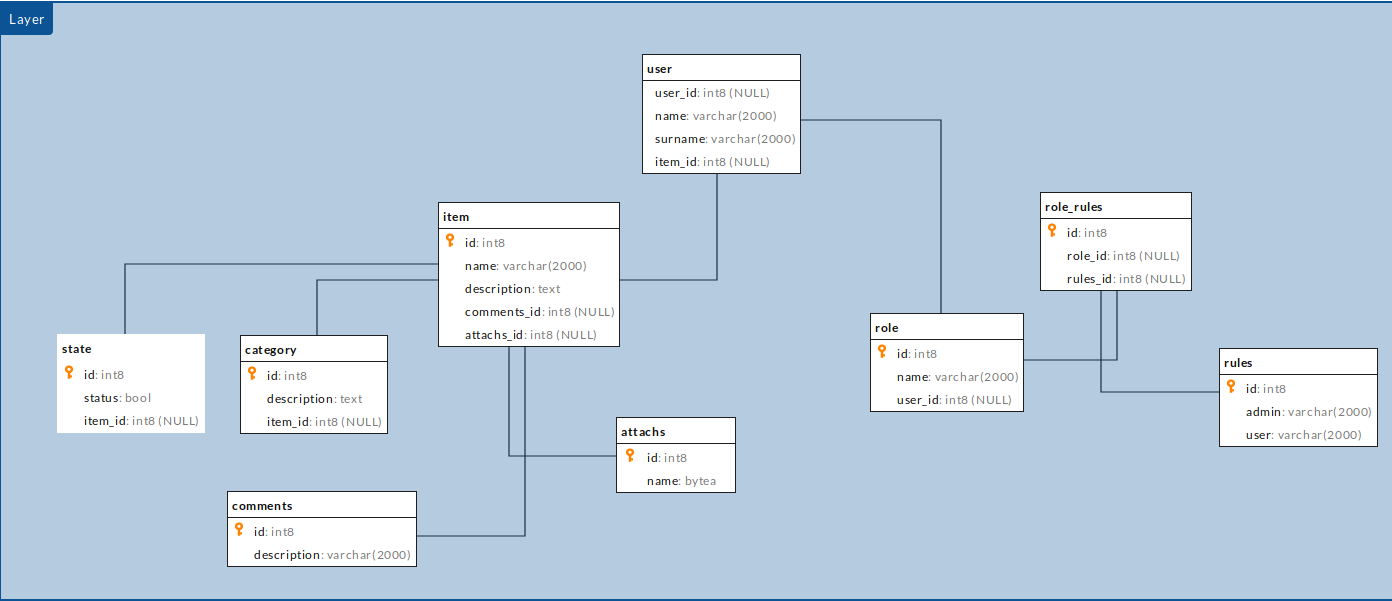 Layer
user
user_id: int8 (NULL)
name: varchar(2000)
surname: varchar(2000)
item_id: int8 (NULL)
item
id: int8
name: varchar(2000)
description: text
comments_id: int8 (NULL)
attachs_id: int8 (NULL)
role_rules
id: int8
role_id: int8 (NULL)
rules_id: int8 (NULL)
state
id: int8
status: bool
item_id: int8 (NULL)
category
id: int8
description: text
item_id: int8 (NULL)
role
id: int8
name: varchar(2000)
user_id: int8 (NULL)
rules
id: int8
admin: varchar(2000)
user: varchar(2000)
attachs
id: int8
name: bytea
comments
id: int8
description: varchar(2000)